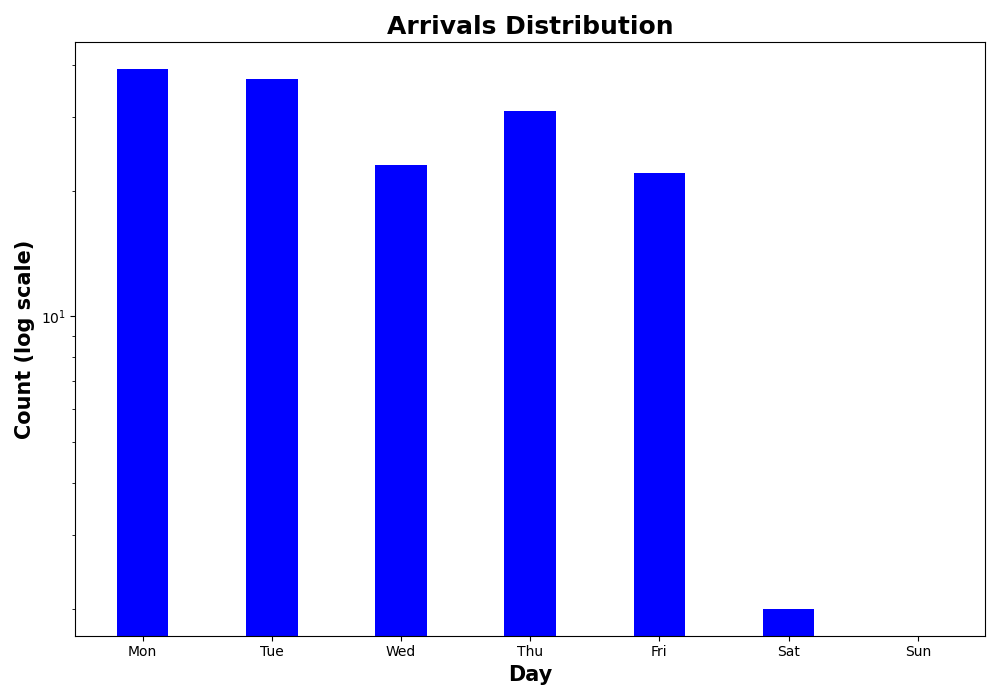 Arrivals Distribution
Count (log scale)
10¹
Mon Tue Wed Thu Fri Sat Sun
Day